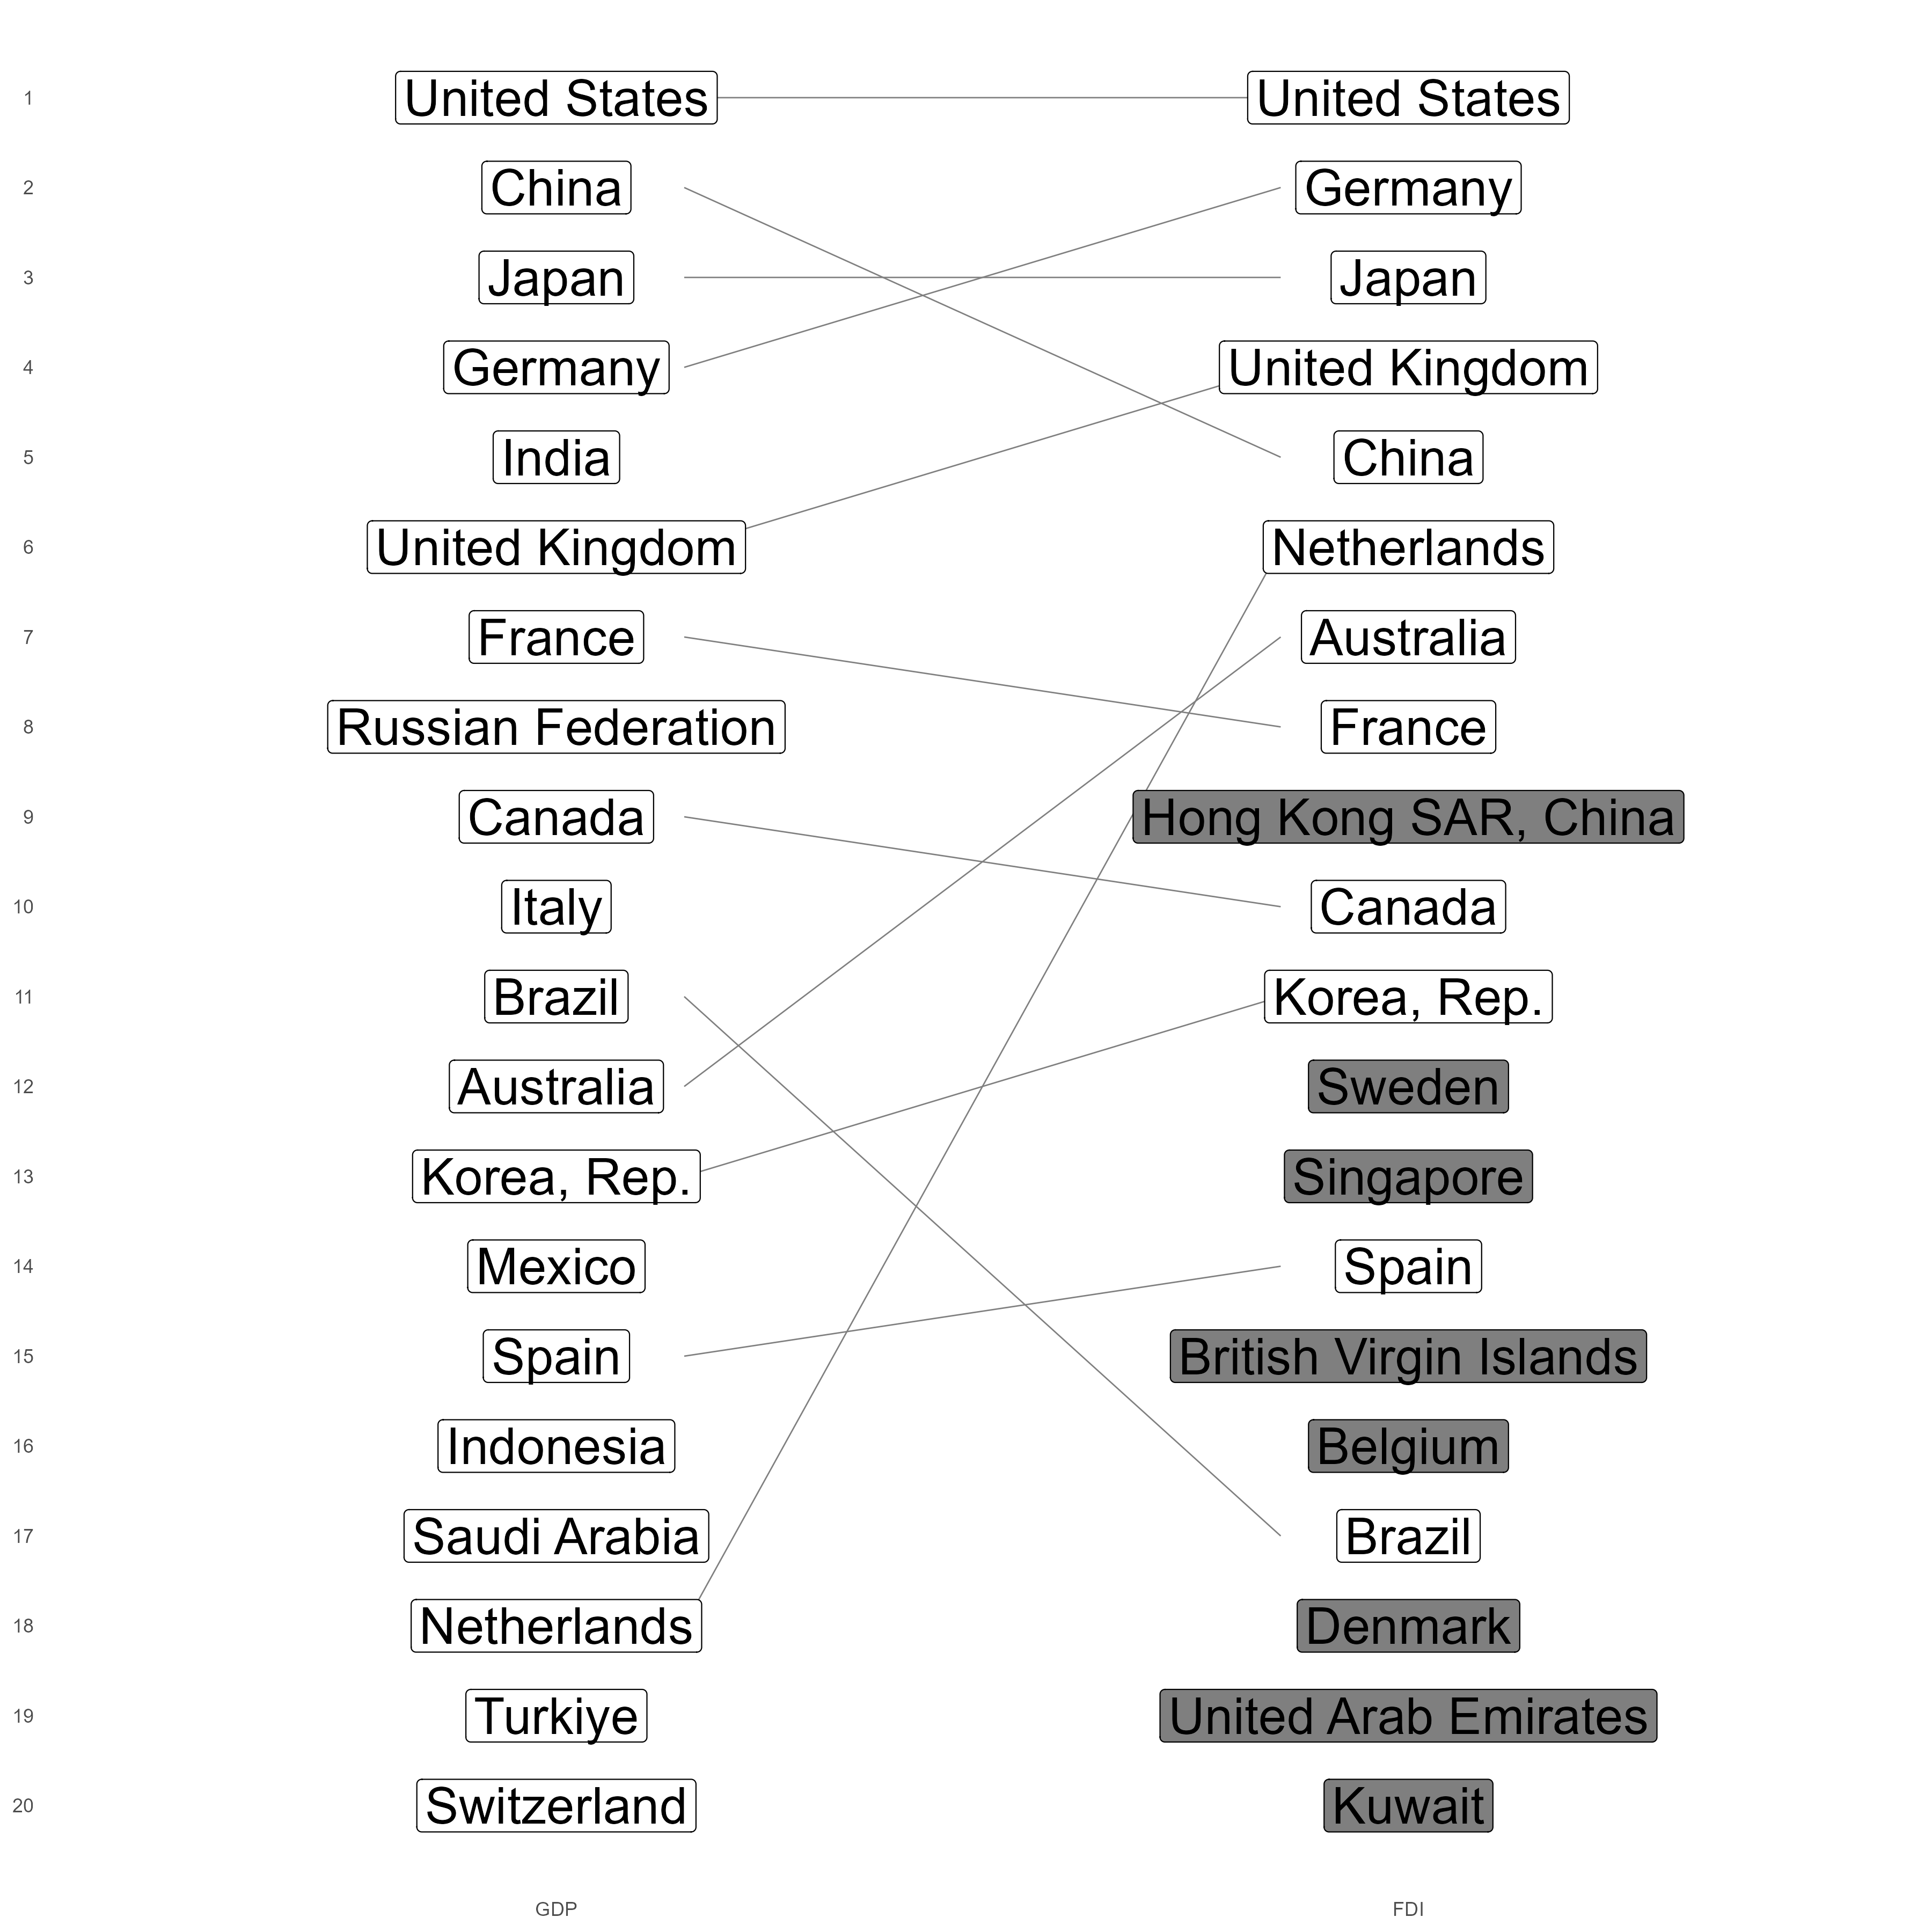 1 United States United States
2 China Germany
3 Japan Japan
4 Germany United Kingdom
5 India China
6 United Kingdom Netherlands
7 France Australia
8 Russian Federation France
9 Canada Hong Kong SAR, China
10 Italy Canada
11 Brazil Korea, Rep.
12 Australia Sweden
13 Korea, Rep. Singapore
14 Mexico Spain
15 Spain British Virgin Islands
16 Indonesia Belgium
17 Saudi Arabia Brazil
18 Netherlands Denmark
19 Turkiye United Arab Emirates
20 Switzerland Kuwait
GDP FDI